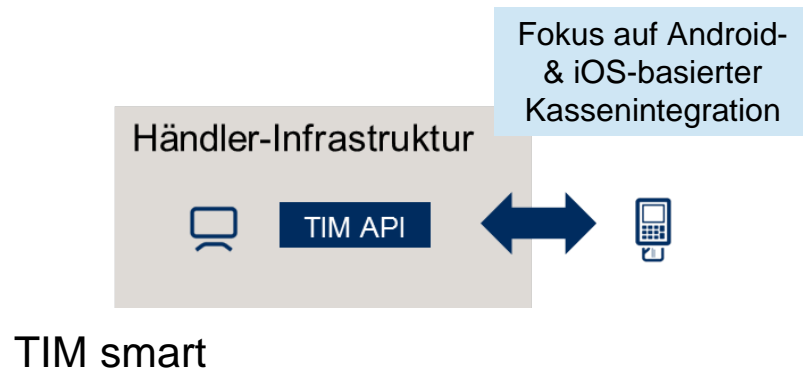 Fokus auf Android-
& iOS-basierter
Kassenintegration
Händler-Infrastruktur
TIM API
TIM smart